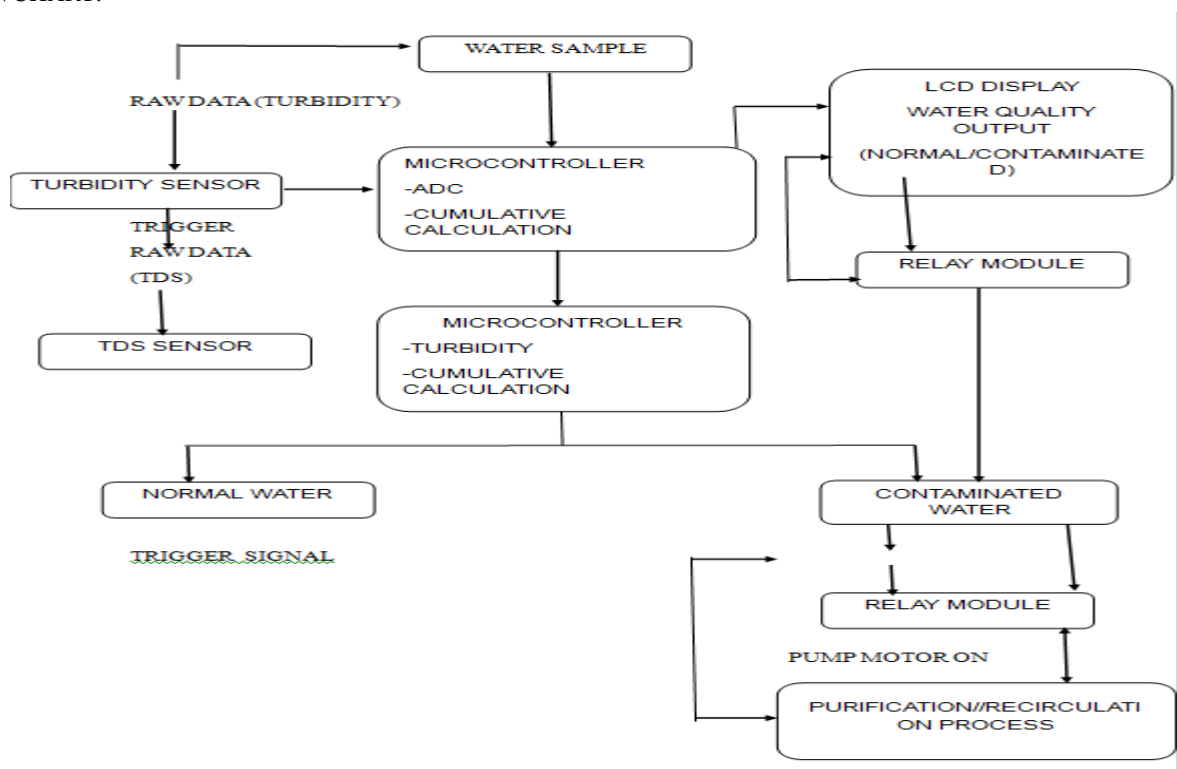 WATER SAMPLE
RAW DATA (TURBIDITY)
LCD DISPLAY
WATER QUALITY
OUTPUT
(NORMAL/CONTAMINATE
D)
MICROCONTROLLER
-ADC
-CUMULATIVE
CALCULATION
TURBIDITY SENSOR
TRIGGER
RAW DATA
(TDS)
RELAY MODULE
TDS SENSOR
MICROCONTROLLER
-TURBIDITY
-CUMULATIVE
CALCULATION
NORMAL WATER
CONTAMINATED
WATER
TRIGGER SIGNAL
RELAY MODULE
PUMP MOTOR ON
PURIFICATION//RECIRCULATI
ON PROCESS